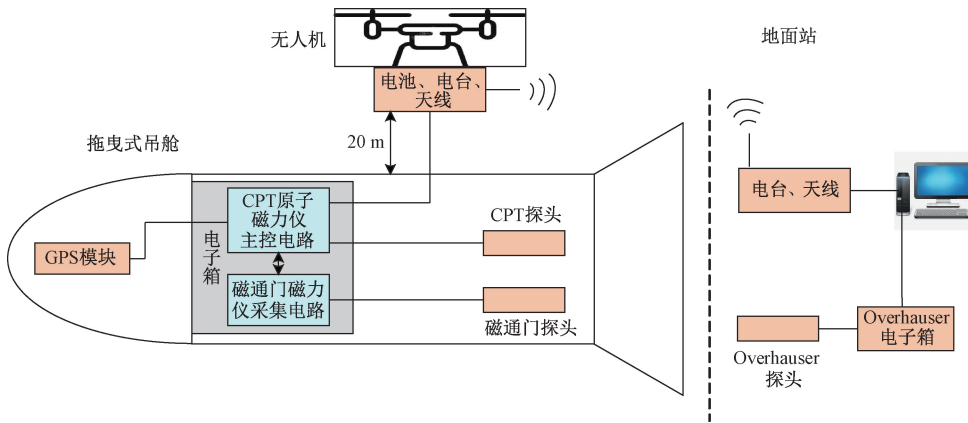 无人机
电池、电台、
天线
20 m
拖曳式吊舱
GPS模块
电子箱
CPT原子
磁力仪
主控电路
磁通门磁力
仪采集电路
CPT探头
磁通门探头
地面站
电台、天线
Overhauser
电子箱
Overhauser
探头